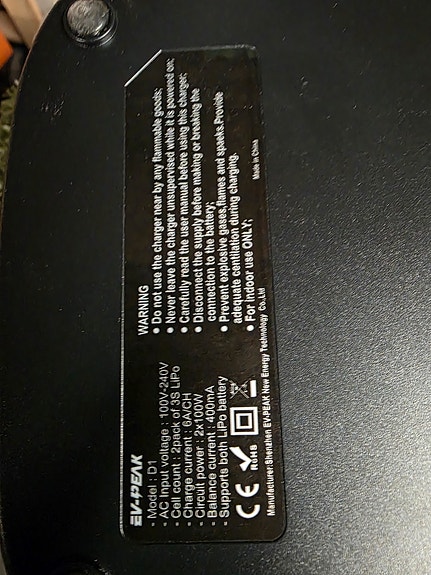 EV-PEAK
- Model : D1
- AC Input voltage : 100V-240V
- Cell count : 2pack of 3S LiPo
- Charge current : 6A/CH
- Circuit power : 2x100W
- Balance current : 400mA
- Supports both LiPo battery
CE RoHS
Manufacturer:Shenzhen EV-PEAK New Energy Technology Co.,Ltd
WARNING
• Do not use the charger near by any flammable goods;
• Never leave the charger unsupervised while it is powered on;
• Carefully read the user manual before using this charger;
• Disconnect the supply before making or breaking the
connection to the battery;
• Prevent explosive gases,flames and spaeks.Provide
adequate centilation during charging.
• For indoor use ONLY;
Made in China